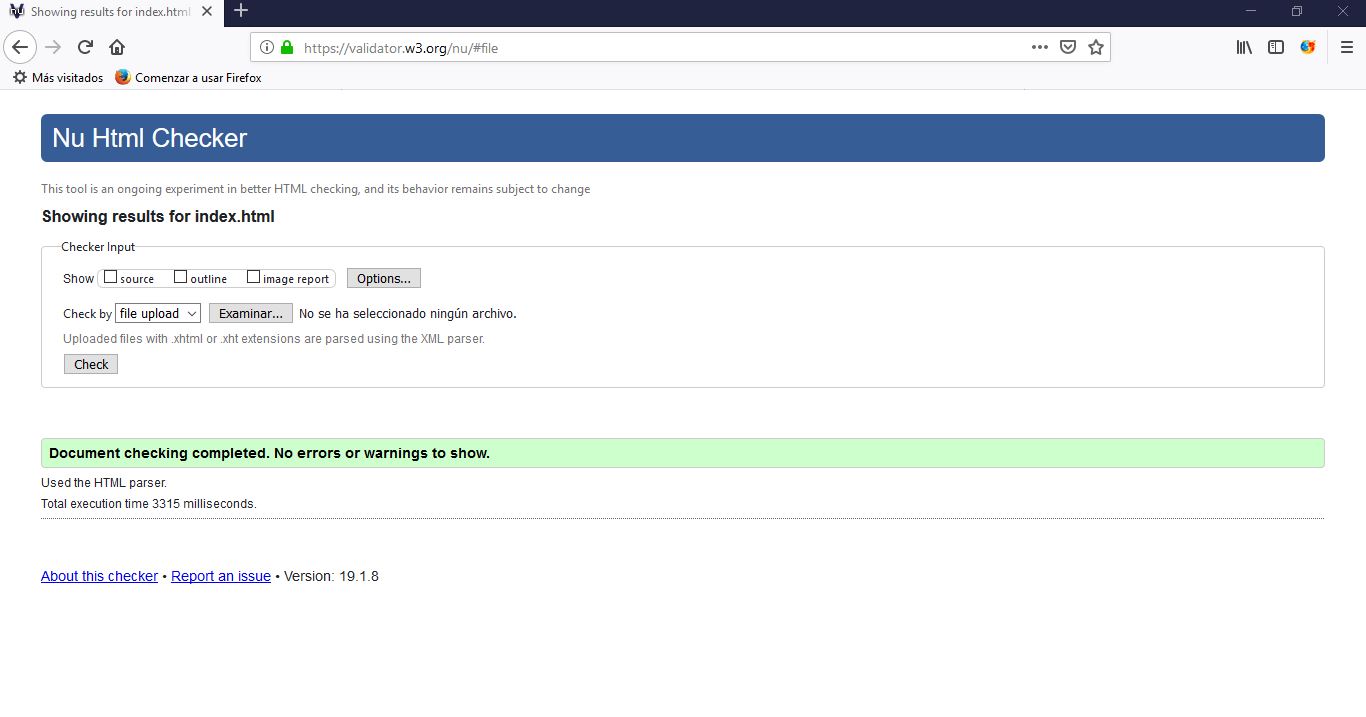 nu Showing results for index.html
https://validator.w3.org/nu/#file
Más visitados Comenzar a usar Firefox
Nu Html Checker
This tool is an ongoing experiment in better HTML checking, and its behavior remains subject to change
Showing results for index.html
Checker Input
Show source outline image report Options...
Check by file upload Examinar... No se ha seleccionado ningún archivo.
Uploaded files with .xhtml or .xht extensions are parsed using the XML parser.
Check
Document checking completed. No errors or warnings to show.
Used the HTML parser.
Total execution time 3315 milliseconds.
About this checker • Report an issue • Version: 19.1.8